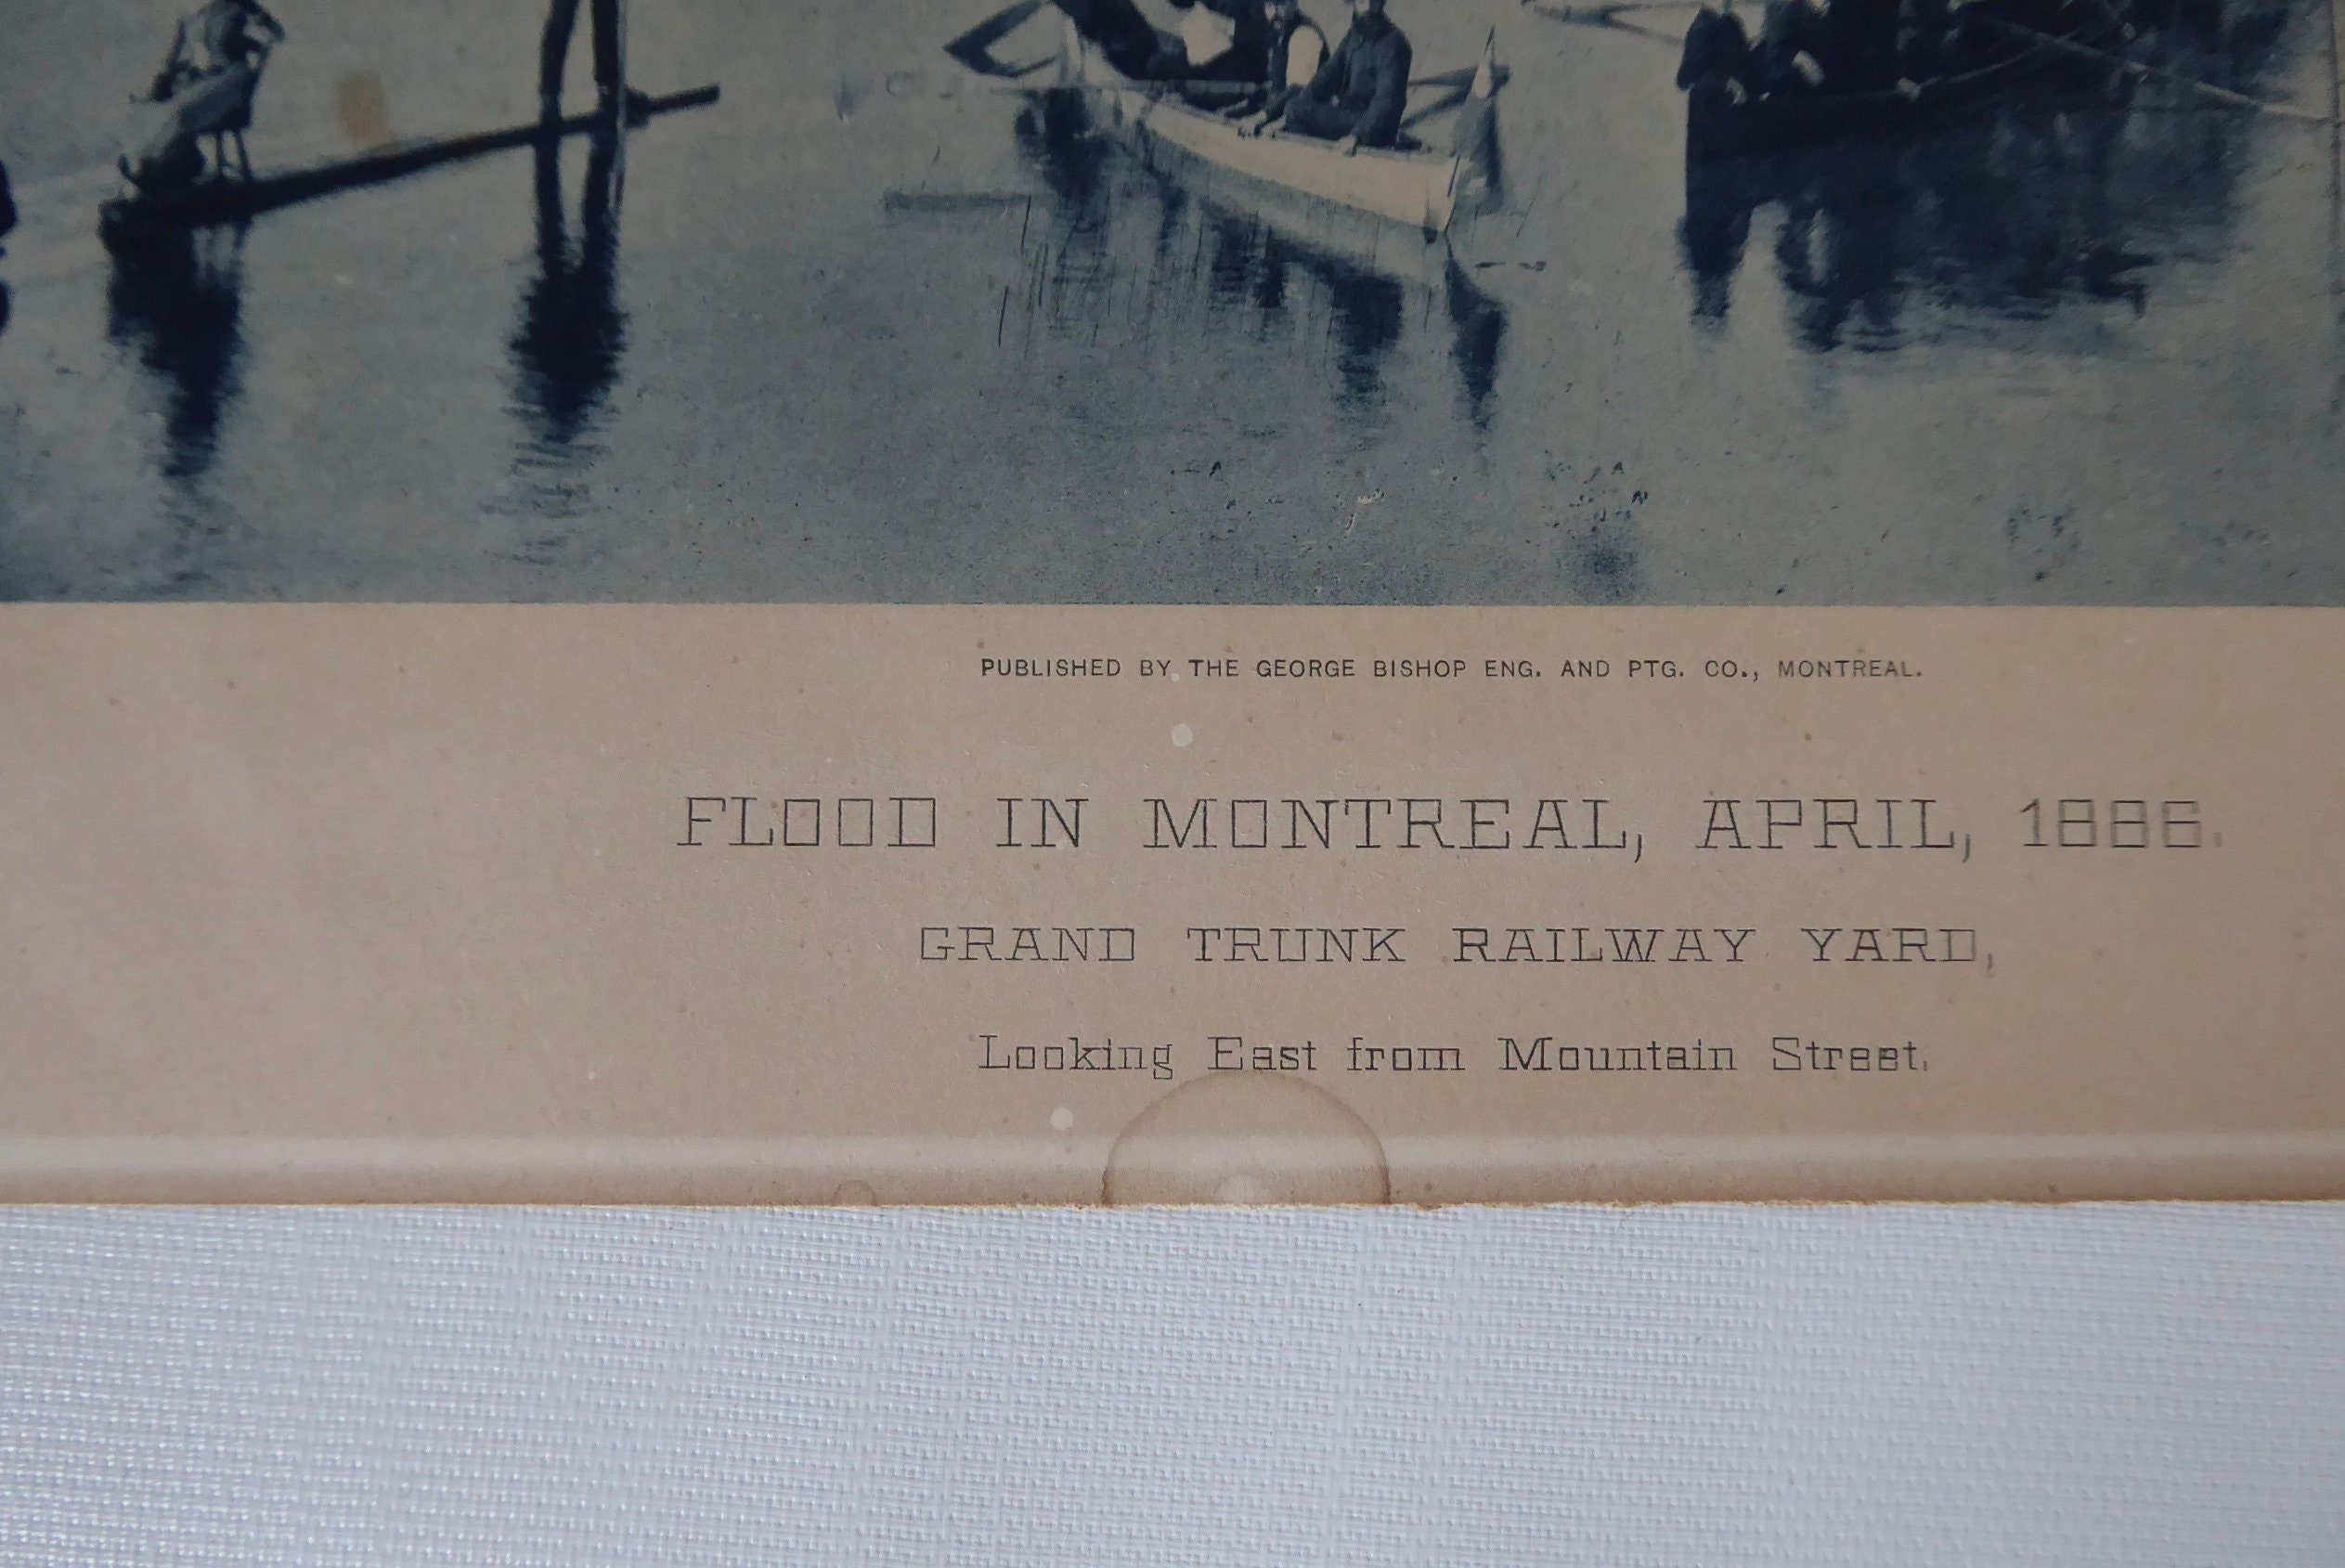 PUBLISHED BY THE GEORGE BISHOP ENG. AND PTG. CO., MONTREAL.
FLOOD IN MONTREAL, APRIL, 1886.
GRAND TRUNK RAILWAY YARD,
Looking East from Mountain Street.